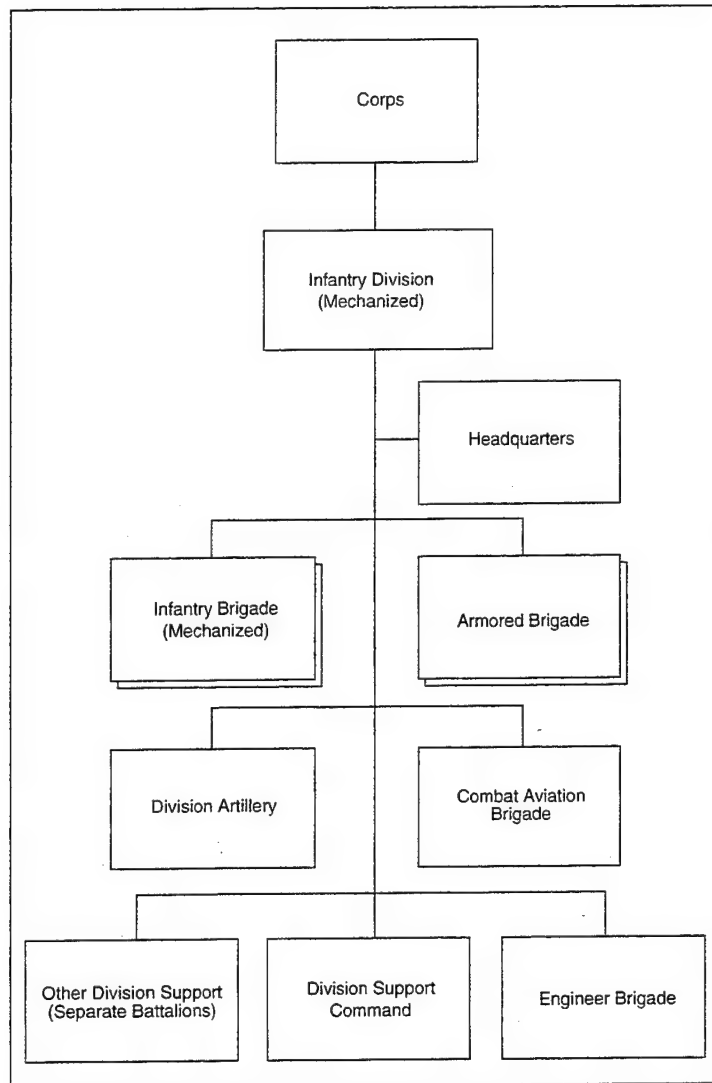 Corps
Infantry Division
(Mechanized)
Headquarters
Infantry Brigade
(Mechanized)
Armored Brigade
Division Artillery
Combat Aviation
Brigade
Other Division Support
(Separate Battalions)
Division Support
Command
Engineer Brigade